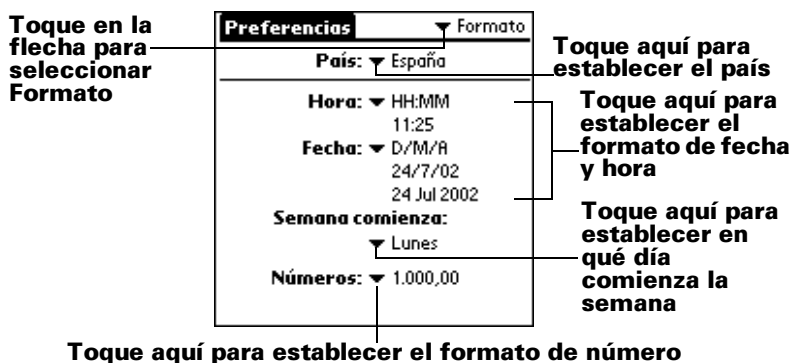 Toque en la
flecha para
seleccionar
Formato
Preferencias
Formato
País: España
Hora: HH:MM
11:25
Fecha: D/M/A
24/7/02
24 Jul 2002
Semana comienza:
Lunes
Números: 1.000,00
Toque aquí para
establecer el país
Toque aquí para
establecer el
formato de fecha
y hora
Toque aquí para
establecer en
qué día
comienza la
semana
Toque aquí para establecer el formato de número